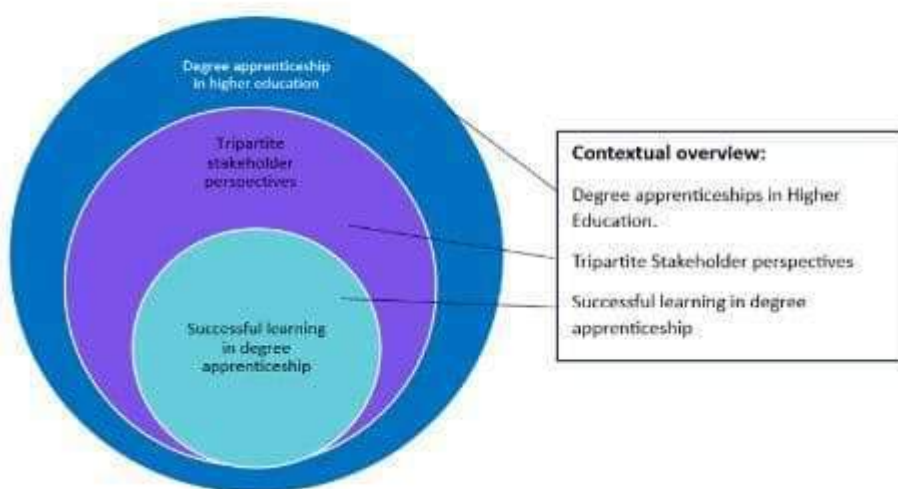 Degree apprenticeship
in higher education
Tripartite
stakeholder
perspectives
Successful learning
in degree
apprenticeship
Contextual overview:
Degree apprenticeships in Higher
Education.
Tripartite Stakeholder perspectives
Successful learning in degree
apprenticeship